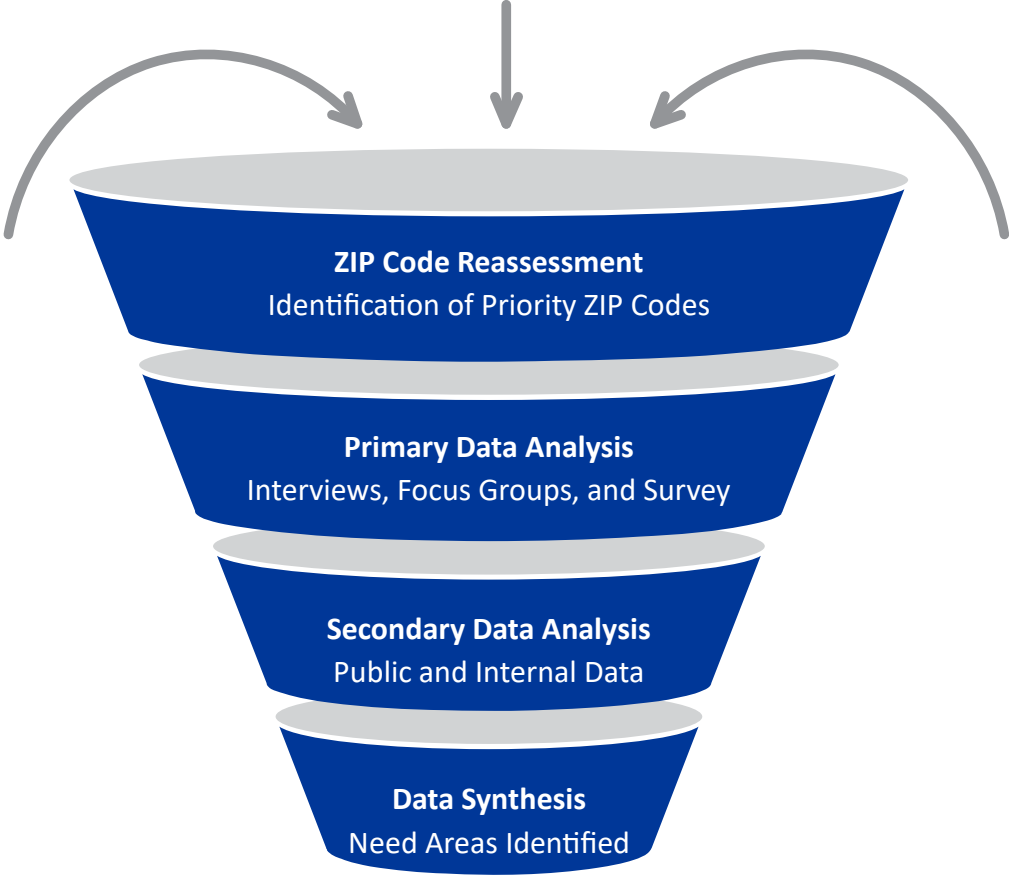 ZIP Code Reassessment
Identification of Priority ZIP Codes
Primary Data Analysis
Interviews, Focus Groups, and Survey
Secondary Data Analysis
Public and Internal Data
Data Synthesis
Need Areas Identified